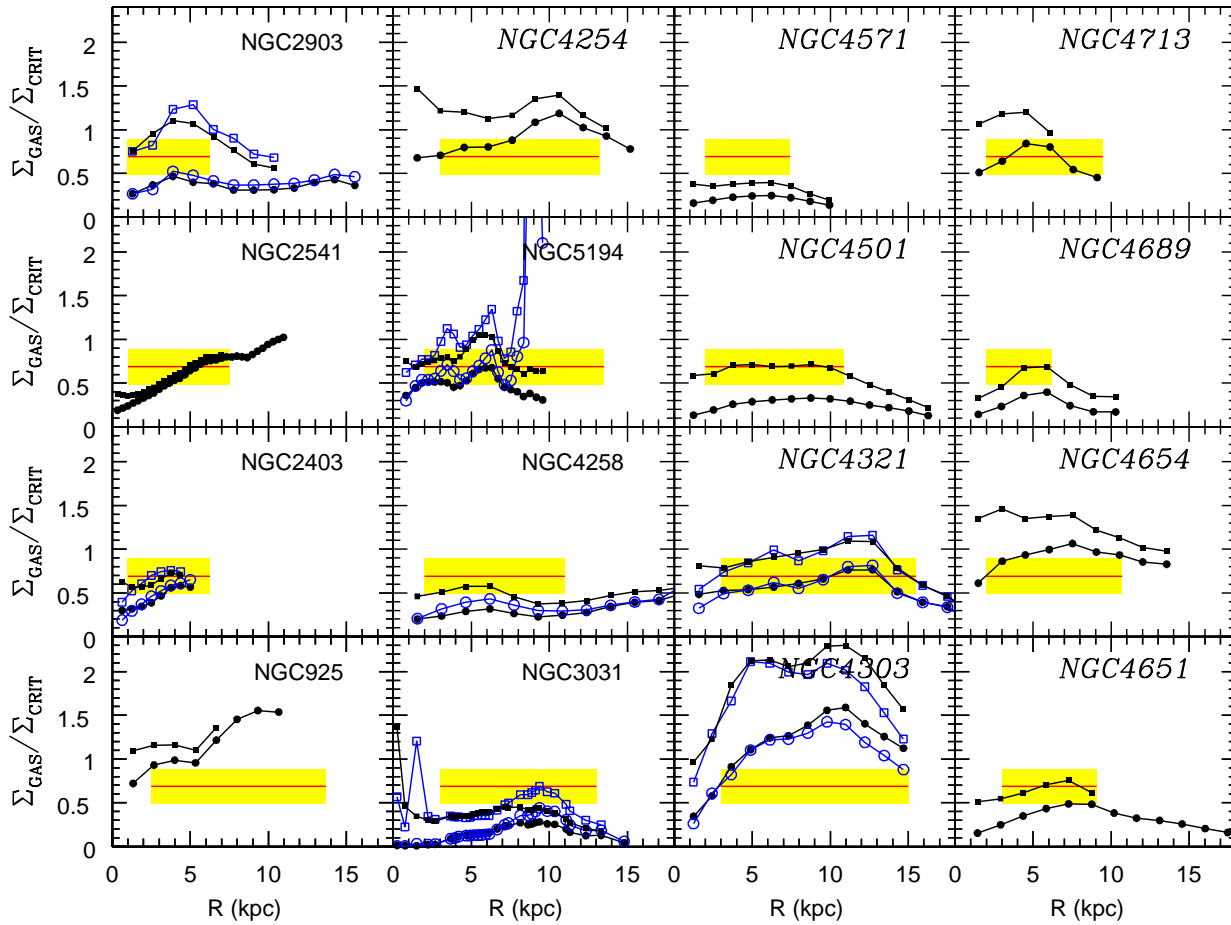 NGC2903 NGC4254 NGC4571 NGC4713
Σ_GAS/Σ_CRIT
2
1.5
1
0.5
0
NGC2541 NGC5194 NGC4501 NGC4689
Σ_GAS/Σ_CRIT
2
1.5
1
0.5
0
NGC2403 NGC4258 NGC4321 NGC4654
Σ_GAS/Σ_CRIT
2
1.5
1
0.5
0
NGC925 NGC3031 NGC4303 NGC4651
Σ_GAS/Σ_CRIT
2
1.5
1
0.5
0
0 5 10 15 0 5 10 15 0 5 10 15 0 5 10 15
R (kpc) R (kpc) R (kpc) R (kpc)